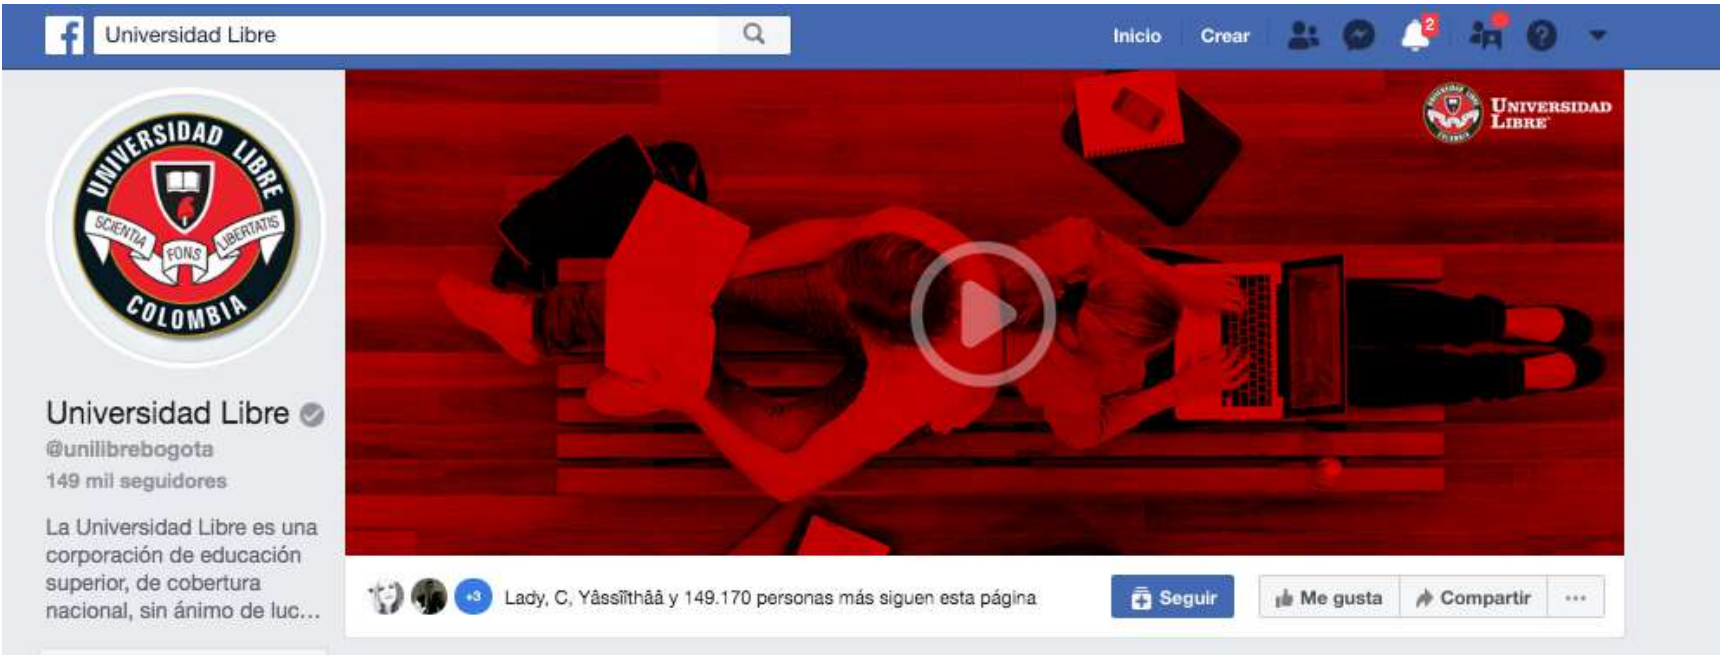 Universidad Libre
Inicio
Crear
2
UNIVERSIDAD LIBRE
SCIENTIA
FONS
LIBERTATIS
COLOMBIA
UNIVERSIDAD
LIBRE
Universidad Libre
@unilibrebogota
149 mil seguidores
La Universidad Libre es una
corporación de educación
superior, de cobertura
nacional, sin ánimo de luc...
+3
Lady, C, Yâssîîthâå y 149.170 personas más siguen esta página
Seguir
Me gusta
Compartir